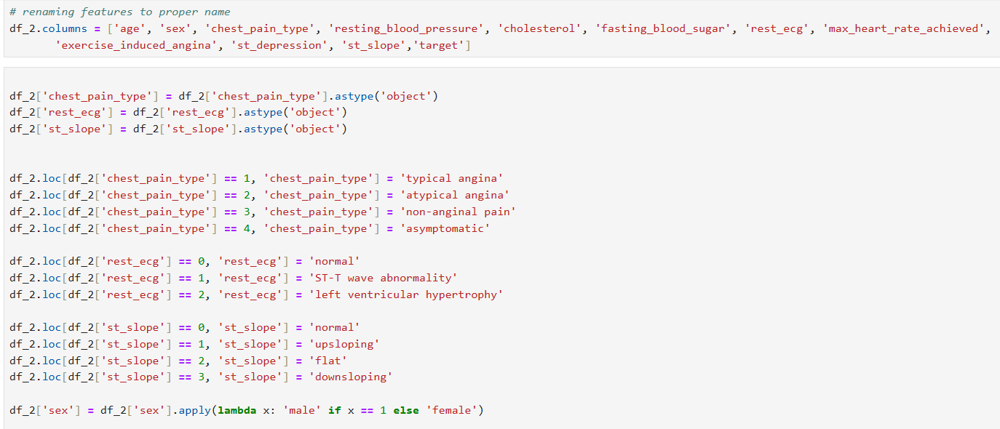 # renaming features to proper name
df_2.columns = ['age', 'sex', 'chest_pain_type', 'resting_blood_pressure', 'cholesterol', 'fasting_blood_sugar', 'rest_ecg', 'max_heart_rate_achieved',
'exercise_induced_angina', 'st_depression', 'st_slope','target']
df_2['chest_pain_type'] = df_2['chest_pain_type'].astype('object')
df_2['rest_ecg'] = df_2['rest_ecg'].astype('object')
df_2['st_slope'] = df_2['st_slope'].astype('object')
df_2.loc[df_2['chest_pain_type'] == 1, 'chest_pain_type'] = 'typical angina'
df_2.loc[df_2['chest_pain_type'] == 2, 'chest_pain_type'] = 'atypical angina'
df_2.loc[df_2['chest_pain_type'] == 3, 'chest_pain_type'] = 'non-anginal pain'
df_2.loc[df_2['chest_pain_type'] == 4, 'chest_pain_type'] = 'asymptomatic'
df_2.loc[df_2['rest_ecg'] == 0, 'rest_ecg'] = 'normal'
df_2.loc[df_2['rest_ecg'] == 1, 'rest_ecg'] = 'ST-T wave abnormality'
df_2.loc[df_2['rest_ecg'] == 2, 'rest_ecg'] = 'left ventricular hypertrophy'
df_2.loc[df_2['st_slope'] == 0, 'st_slope'] = 'normal'
df_2.loc[df_2['st_slope'] == 1, 'st_slope'] = 'upsloping'
df_2.loc[df_2['st_slope'] == 2, 'st_slope'] = 'flat'
df_2.loc[df_2['st_slope'] == 3, 'st_slope'] = 'downsloping'
df_2['sex'] = df_2['sex'].apply(lambda x: 'male' if x == 1 else 'female')